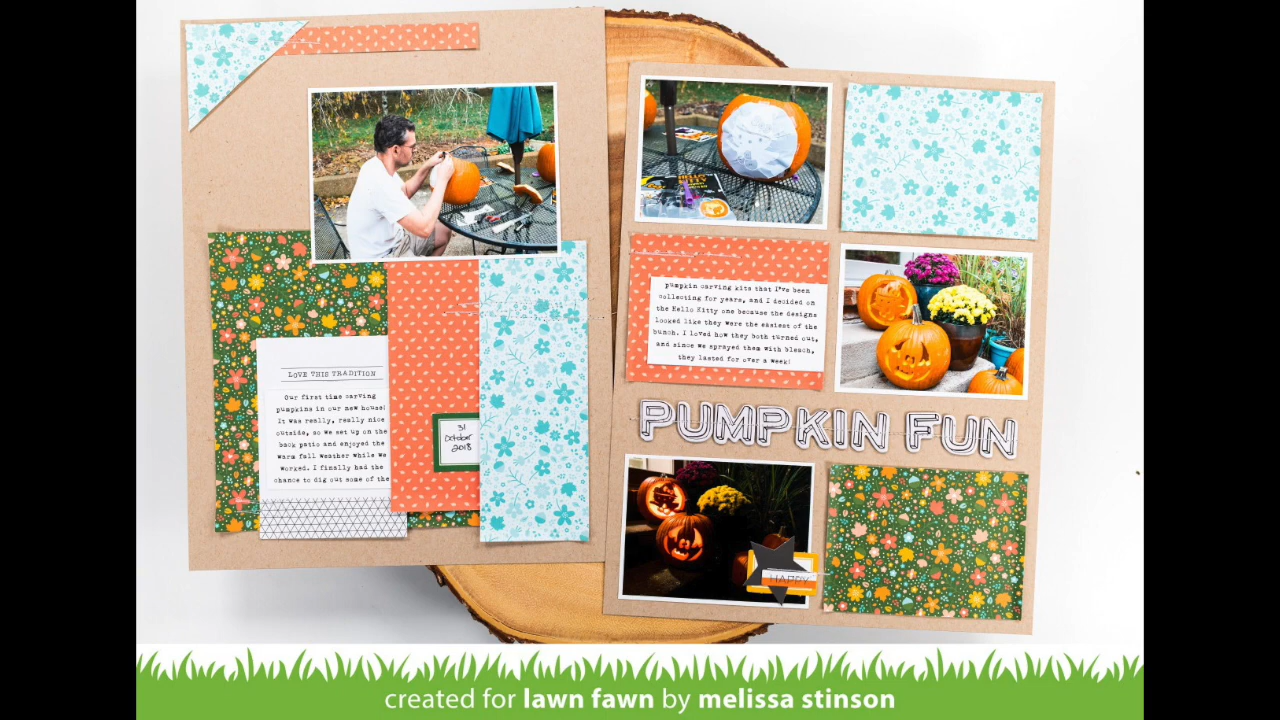 LOVE THIS TRADITION
Our first time carving
pumpkins in our new house!
It was really, really nice
outside, so we set up on the
back patio and enjoyed the
warm fall weather while we
worked. I finally had the
chance to dig out some of the
31
October
2018
pumpkin carving kits that I've been
collecting for years, and I decided on
the Hello Kitty one because the designs
looked like they were the easiest of the
bunch. I loved how they both turned out,
and since we sprayed them with bleach,
they lasted for over a week!
PUMPKIN FUN
HAPPY
created for lawn fawn by melissa stinson